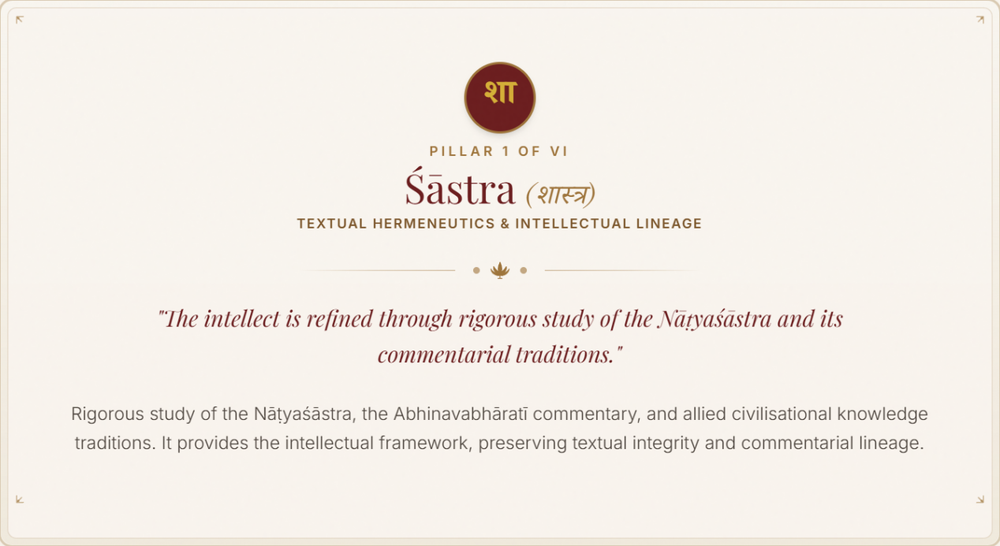 शा
PILLAR 1 OF VI
Śāstra (शास्त्र)
TEXTUAL HERMENEUTICS & INTELLECTUAL LINEAGE
"The intellect is refined through rigorous study of the Nāṭyaśāstra and its
commentarial traditions."
Rigorous study of the Nāṭyaśāstra, the Abhinavabhāratī commentary, and allied civilisational knowledge
traditions. It provides the intellectual framework, preserving textual integrity and commentarial lineage.